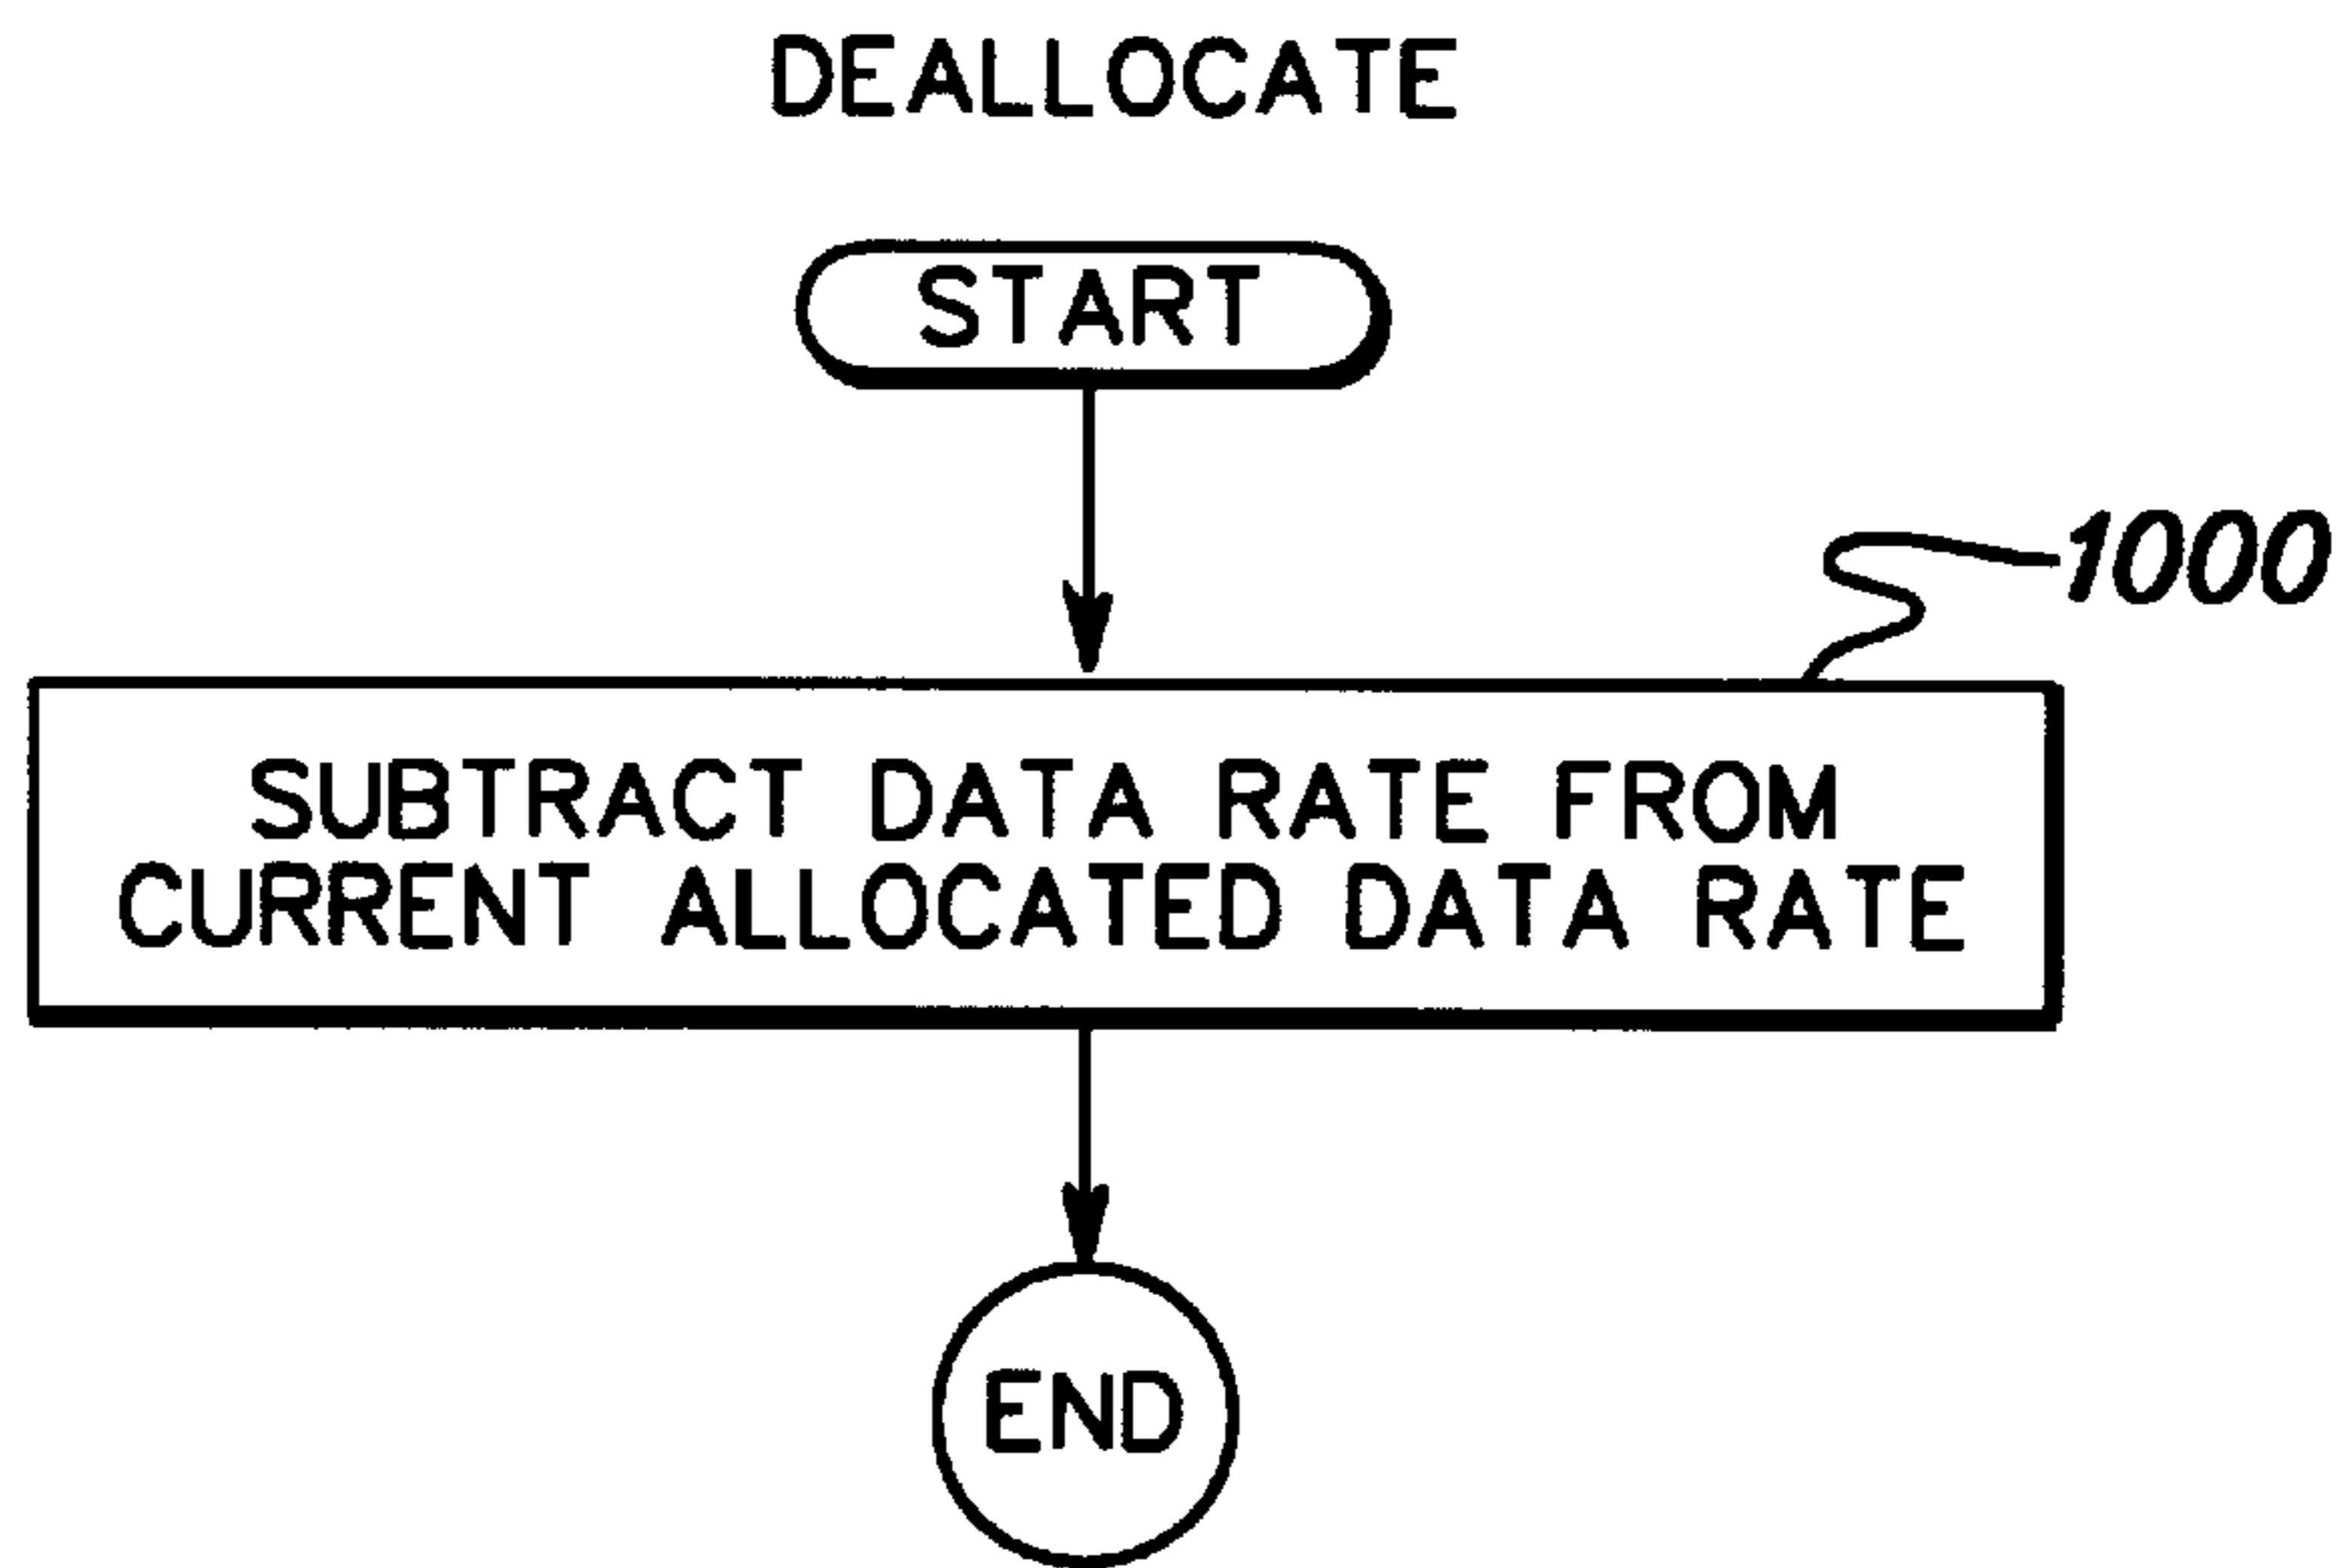 DEALLOCATE
START
1000
SUBTRACT DATA RATE FROM
CURRENT ALLOCATED DATA RATE
END